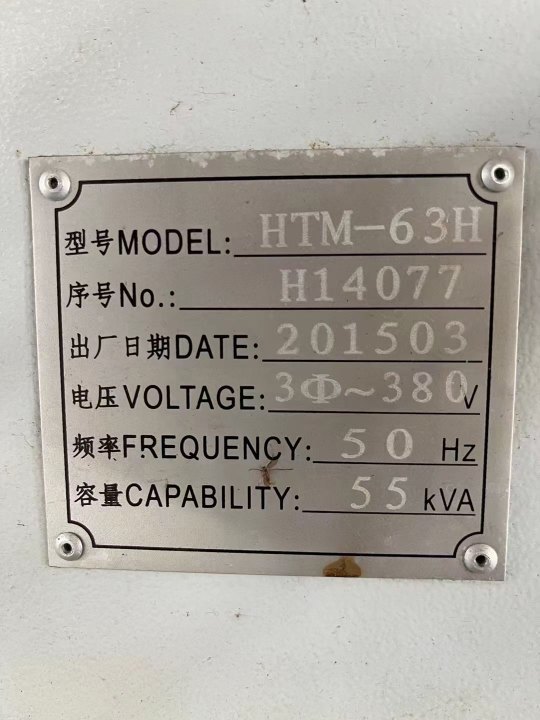 型号MODEL: HTM-63H
序号No.: H14077
出厂日期DATE: 201503
电压VOLTAGE: 3Φ~380V
频率FREQUENCY: 50 Hz
容量CAPABILITY: 55 kVA